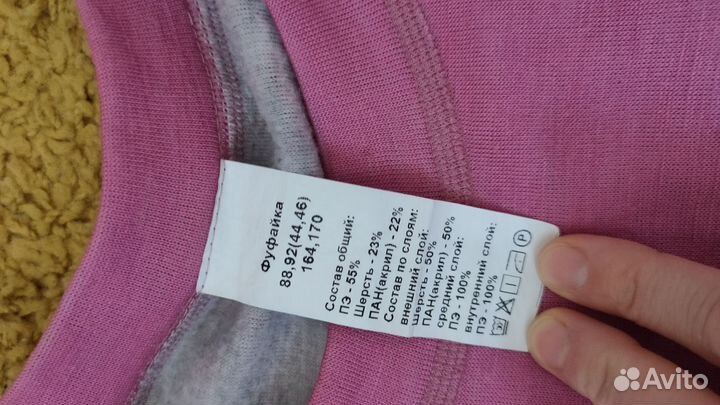 Фуфайка
88,92(44,46)
164,170
Состав общий:
ПЭ - 55%
Шерсть - 23%
ПАН(акрил) - 22%
Состав по слоям:
внешний слой:
шерсть - 50%
ПАН(акрил) - 50%
средний слой:
ПЭ - 100%
внутренний слой:
ПЭ - 100%
P
Avito